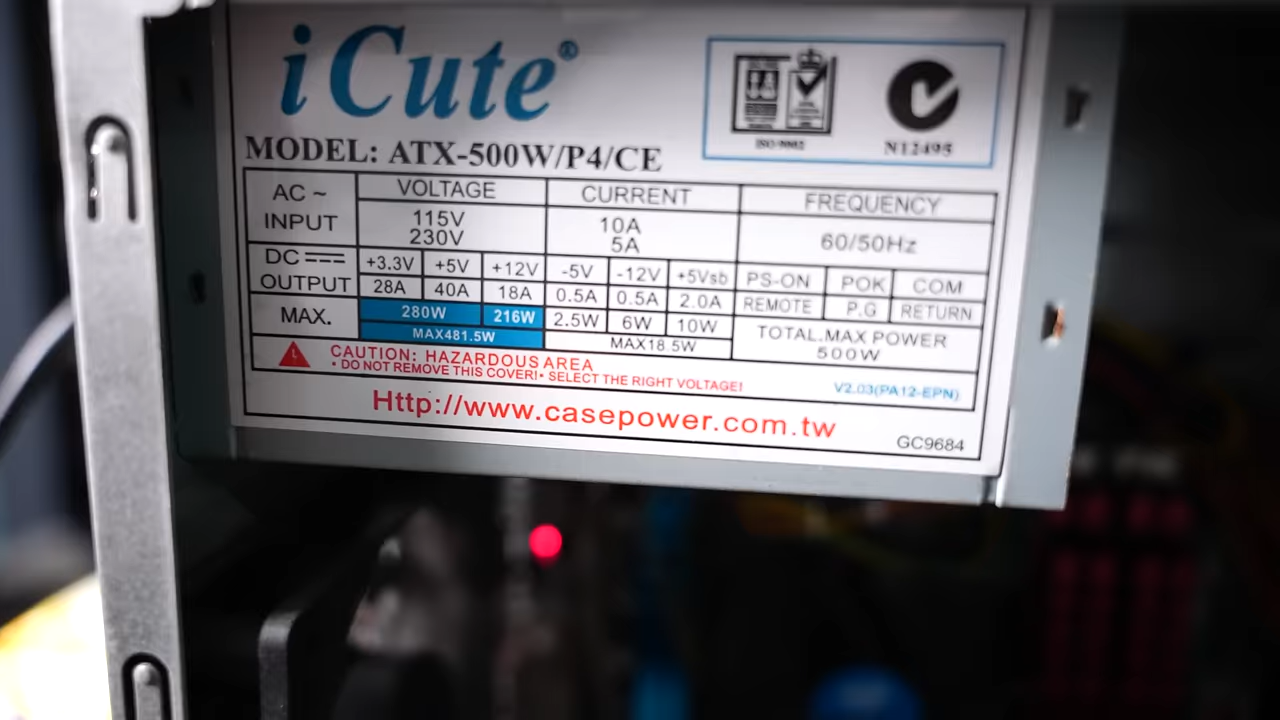 iCute®
ISO 9002
N12495
MODEL: ATX-500W/P4/CE
AC ~ INPUT VOLTAGE CURRENT FREQUENCY
115V 10A 60/50Hz
230V 5A
DC OUTPUT +3.3V +5V +12V -5V -12V +5Vsb PS-ON POK COM
28A 40A 18A 0.5A 0.5A 2.0A REMOTE P.G RETURN
MAX. 280W 216W 2.5W 6W 10W TOTAL.MAX POWER
MAX481.5W MAX18.5W 500W
CAUTION: HAZARDOUS AREA
• DO NOT REMOVE THIS COVER! • SELECT THE RIGHT VOLTAGE!
V2.03(PA12-EPN)
Http://www.casepower.com.tw
GC9684